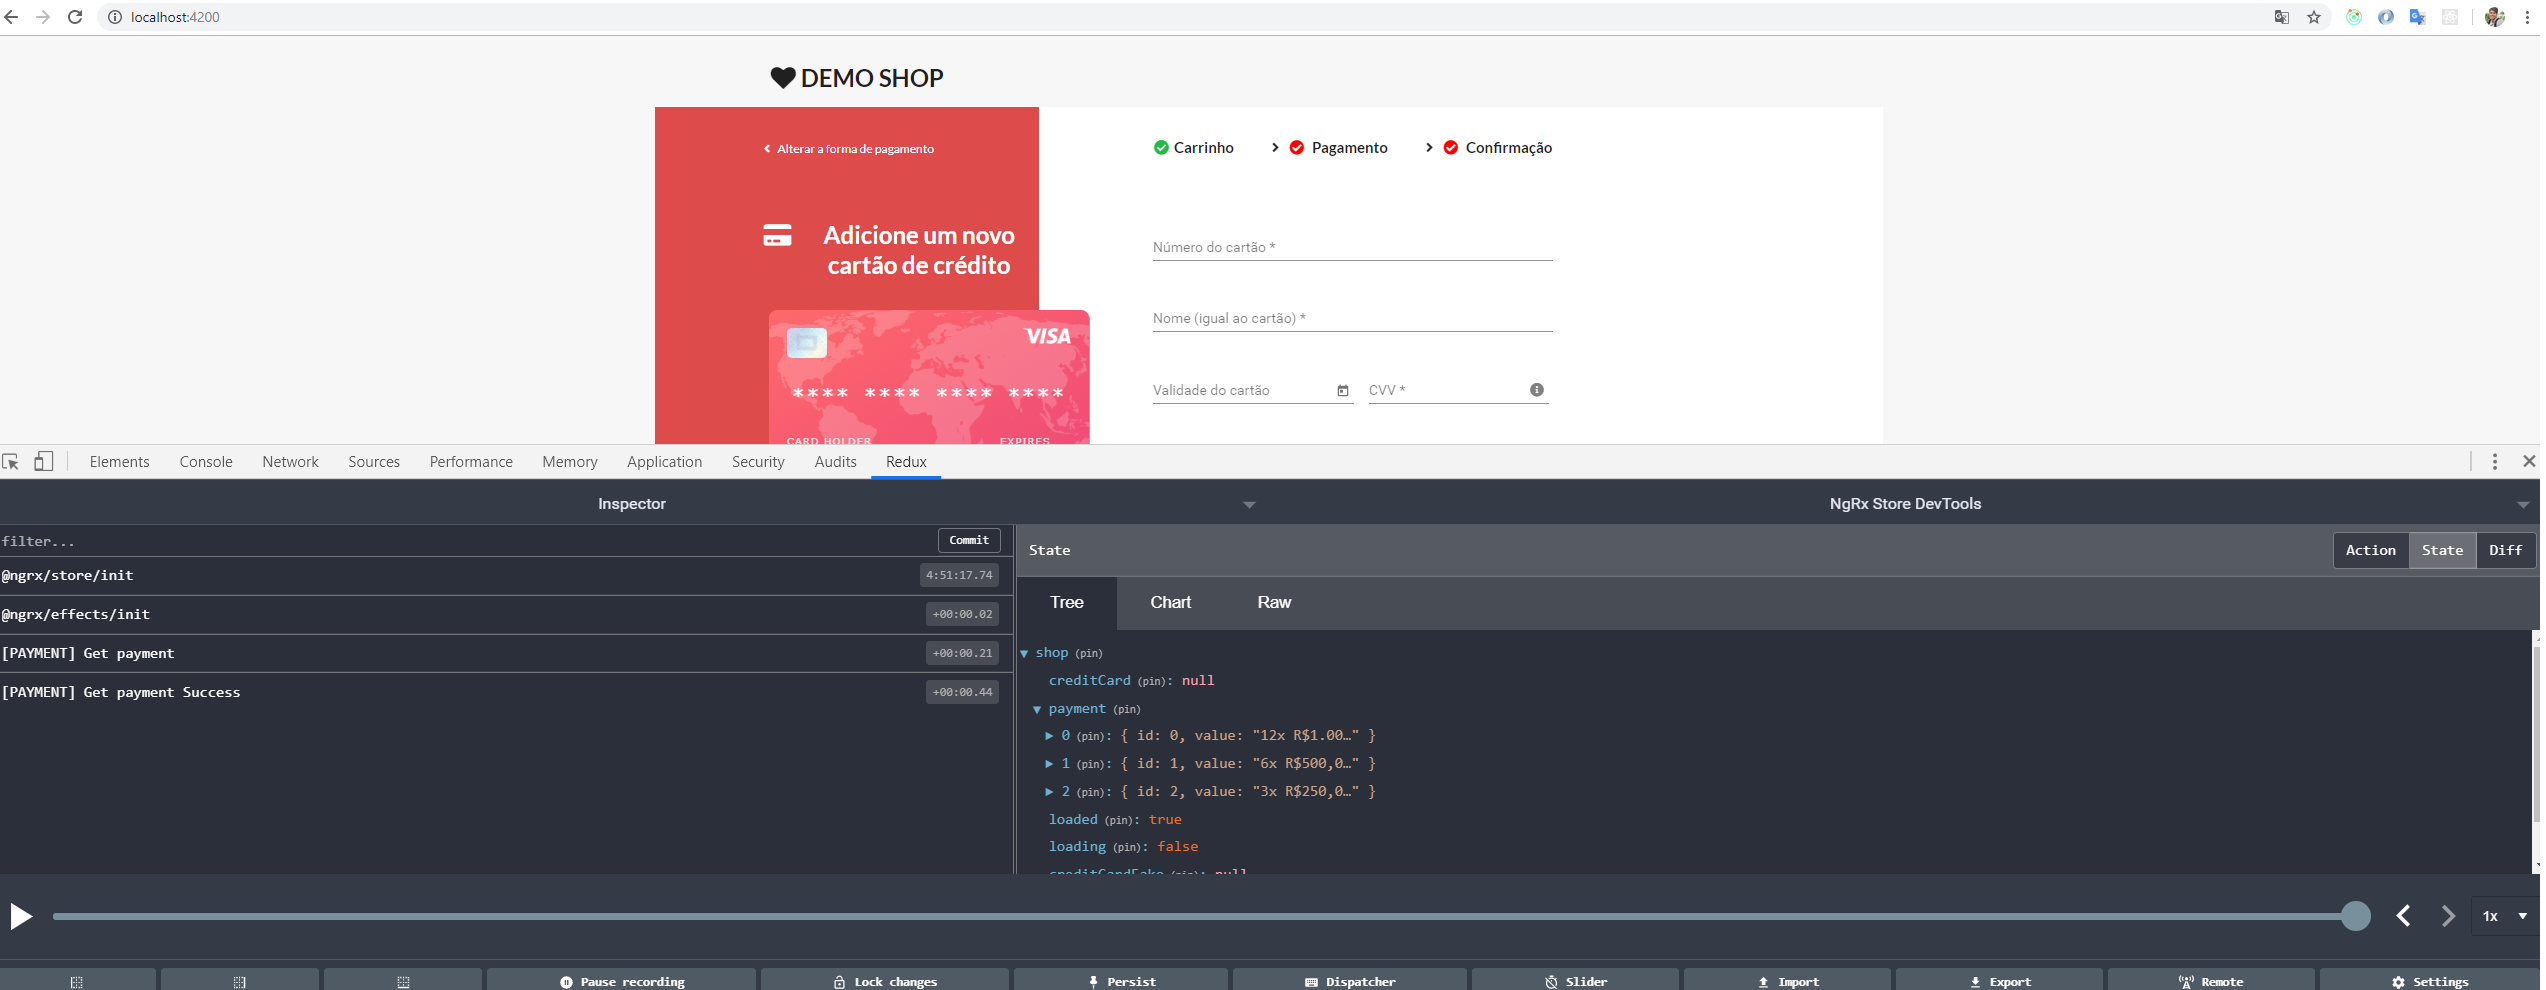 localhost:4200
DEMO SHOP
Alterar a forma de pagamento
Carrinho
Pagamento
Confirmação
Adicione um novo
cartão de crédito
Número do cartão *
Nome (igual ao cartão) *
Validade do cartão
CVV *
VISA
**** **** **** ****
CARD HOLDER
EXPIRES
Elements Console Network Sources Performance Memory Application Security Audits Redux
Inspector
NgRx Store DevTools
filter...
Commit
@ngrx/store/init 4:51:17.74
@ngrx/effects/init +00:00.02
[PAYMENT] Get payment +00:00.21
[PAYMENT] Get payment Success +00:00.44
State
Action State Diff
Tree Chart Raw
shop (pin)
creditCard (pin): null
payment (pin)
0 (pin): { id: 0, value: "12x R$1.00…" }
1 (pin): { id: 1, value: "6x R$500,0…" }
2 (pin): { id: 2, value: "3x R$250,0…" }
loaded (pin): true
loading (pin): false
creditCardFake (pin): null
1x
Pause recording Lock changes Persist Dispatcher Slider Import Export Remote Settings